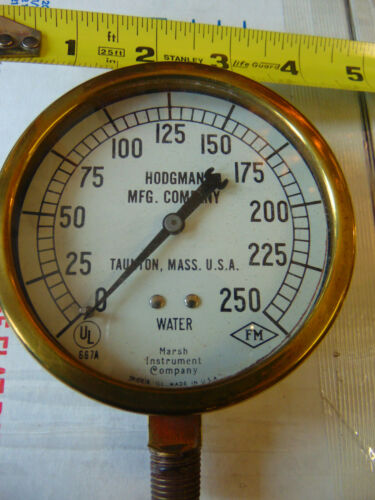 1 ft 2 STANLEY 3 Life Guard 4 5
25ft
125
100 150
75 175
HODGMAN
MFG. COMPANY
50 200
TAUNTON, MASS. U.S.A.
25 225
0 250
WATER
UL FM
667A
Marsh
Instrument
Company
MADE IN U.S.A.